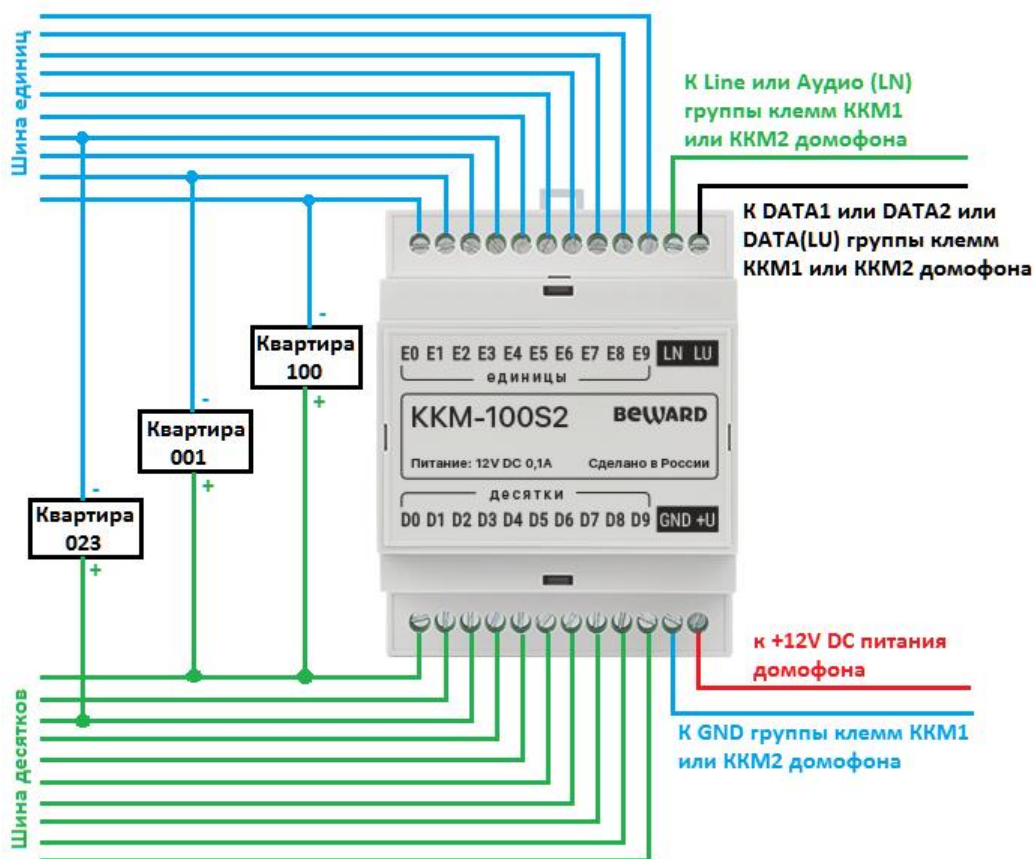 Шина единиц
К Line или Аудио (LN)
группы клемм ККМ1
или ККМ2 домофона
К DATA1 или DATA2 или
DATA(LU) группы клемм
ККМ1 или ККМ2 домофона
-
Квартира
100
+
-
Квартира
001
+
-
Квартира
023
+
E0 E1 E2 E3 E4 E5 E6 E7 E8 E9 LN LU
единицы
ККМ-100S2 BEWARD
Питание: 12V DC 0,1A Сделано в России
десятки
D0 D1 D2 D3 D4 D5 D6 D7 D8 D9 GND +U
к +12V DC питания
домофона
К GND группы клемм ККМ1
или ККМ2 домофона
Шина десятков